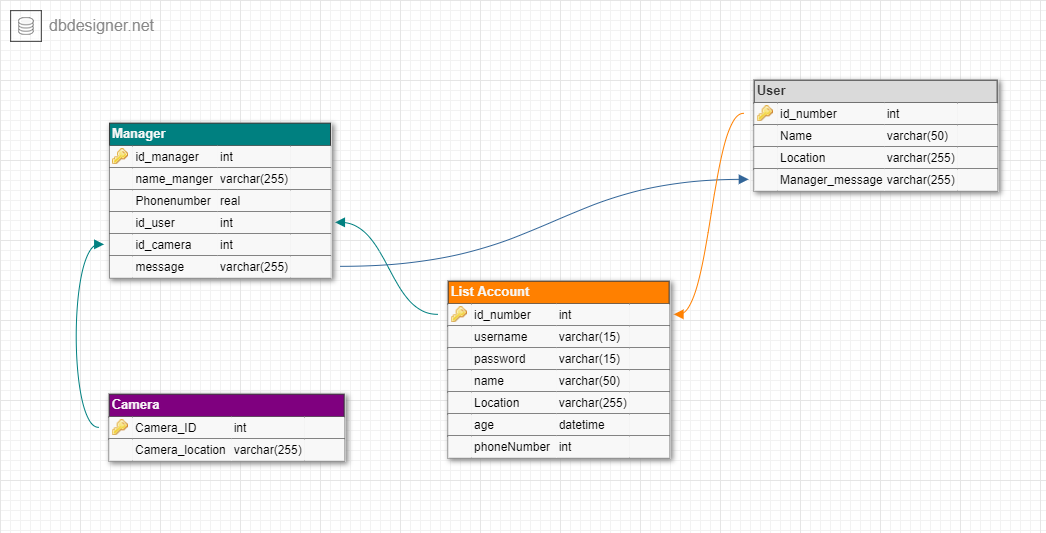 dbdesigner.net
Manager
id_manager int
name_manger varchar(255)
Phonenumber real
id_user int
id_camera int
message varchar(255)
User
id_number int
Name varchar(50)
Location varchar(255)
Manager_message varchar(255)
List Account
id_number int
username varchar(15)
password varchar(15)
name varchar(50)
Location varchar(255)
age datetime
phoneNumber int
Camera
Camera_ID int
Camera_location varchar(255)